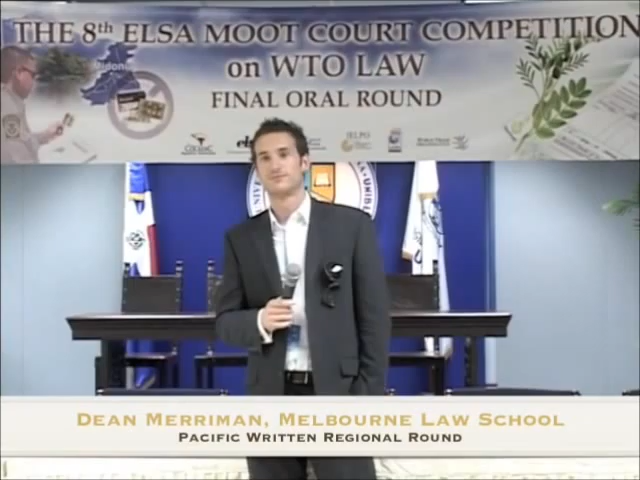 THE 8th ELSA MOOT COURT COMPETITION
on WTO LAW
FINAL ORAL ROUND
IELPO
DEAN MERRIMAN, MELBOURNE LAW SCHOOL
PACIFIC WRITTEN REGIONAL ROUND